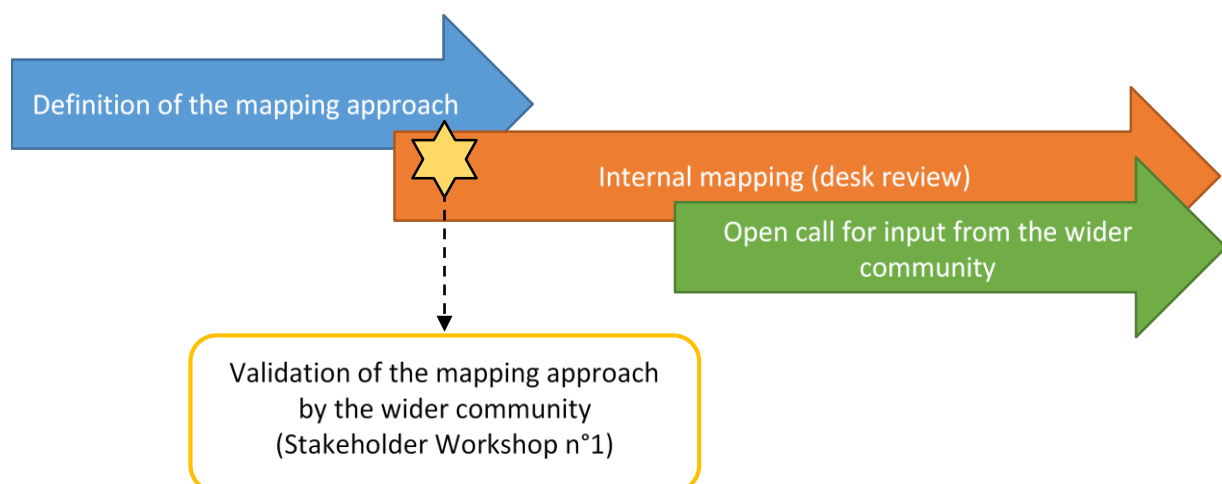 Definition of the mapping approach
Internal mapping (desk review)
Open call for input from the wider
community
Validation of the mapping approach
by the wider community
(Stakeholder Workshop n°1)